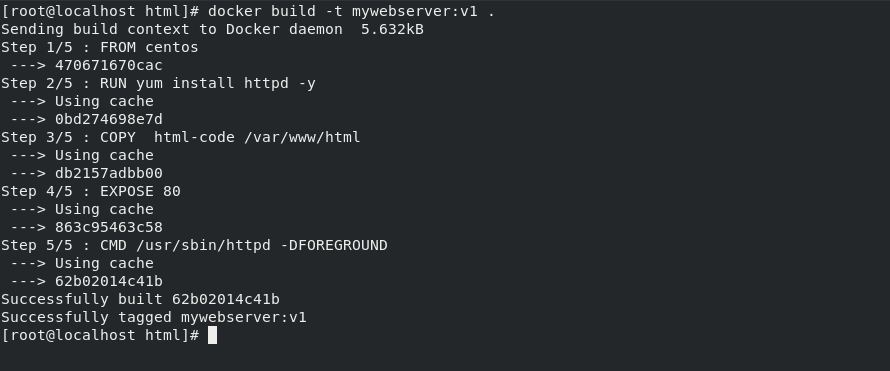 [root@localhost html]# docker build -t mywebserver:v1 .
Sending build context to Docker daemon  5.632kB
Step 1/5 : FROM centos
 ---> 470671670cac
Step 2/5 : RUN yum install httpd -y
 ---> Using cache
 ---> 0bd274698e7d
Step 3/5 : COPY  html-code /var/www/html
 ---> Using cache
 ---> db2157adbb00
Step 4/5 : EXPOSE 80
 ---> Using cache
 ---> 863c95463c58
Step 5/5 : CMD /usr/sbin/httpd -DFOREGROUND
 ---> Using cache
 ---> 62b02014c41b
Successfully built 62b02014c41b
Successfully tagged mywebserver:v1
[root@localhost html]#